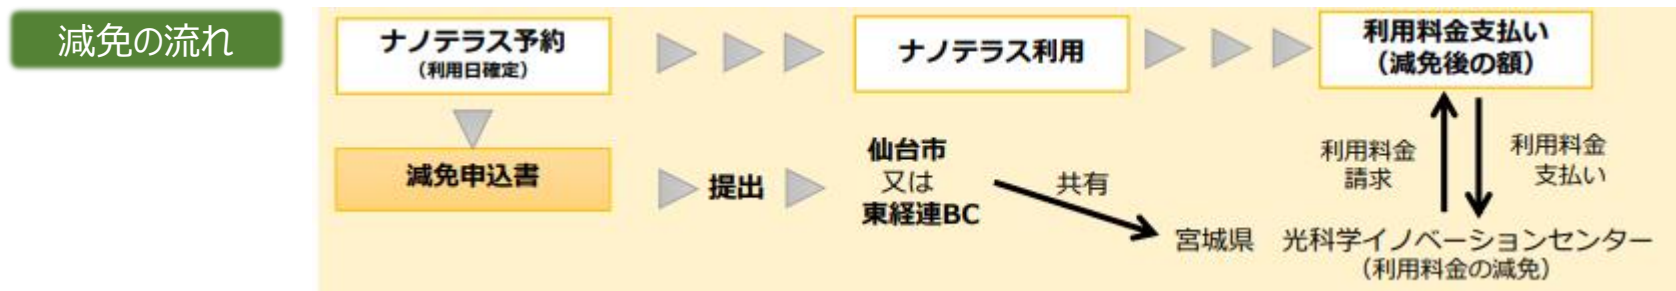 減免の流れ
ナノテラス予約
(利用日確定)
ナノテラス利用
利用料金支払い
(減免後の額)
減免申込書
提出
仙台市
又は
東経連BC
共有
利用料金
請求
利用料金
支払い
宮城県
光科学イノベーションセンター
(利用料金の減免)